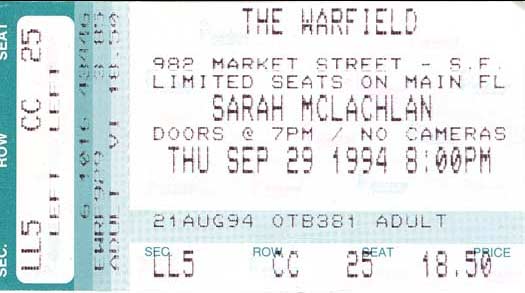 THE WARFIELD
982 MARKET STREET - S.F.
LIMITED SEATS ON MAIN FL
SARAH MCLACHLAN
DOORS @ 7PM / NO CAMERAS
THU SEP 29 1994 8:00PM
21AUG94 OTB381 ADULT
SEC. ROW SEAT PRICE
LL5 CC 25 18.50
SEC. ROW SEAT
LL5 CC 25
LEFT LEFT
ADULT